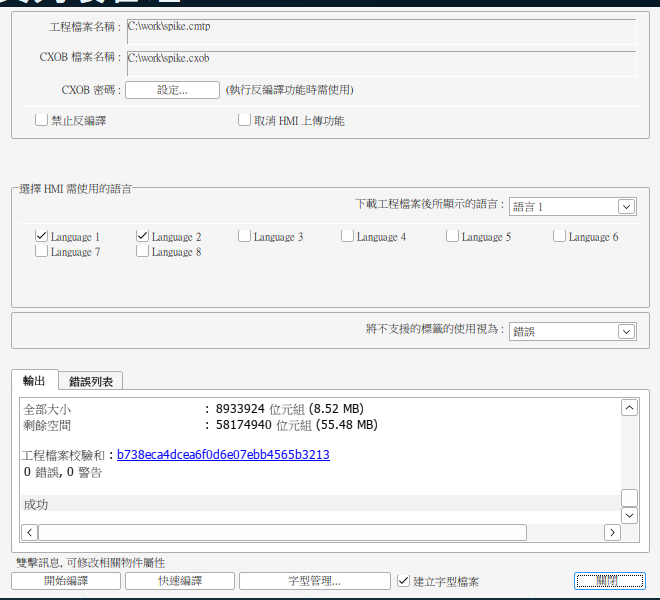 工程檔案名稱 : C:\work\spike.cmtp
CXOB 檔案名稱 : C:\work\spike.cxob
CXOB 密碼 : 設定... (執行反編譯功能時需使用)
禁止反編譯 取消 HMI 上傳功能
選擇 HMI 需使用的語言
下載工程檔案後所顯示的語言 : 語言 1
Language 1 Language 2 Language 3 Language 4 Language 5 Language 6
Language 7 Language 8
將不支援的標籤的使用視為 : 錯誤
輸出 錯誤列表
全部大小 : 8933924 位元組 (8.52 MB)
剩餘空間 : 58174940 位元組 (55.48 MB)
工程檔案校驗和 : b738eca4dcea6f0d6e07ebb4565b3213
0 錯誤, 0 警告
成功
雙擊訊息, 可修改相關物件屬性
開始編譯 快速編譯 字型管理... 建立字型檔案 關閉